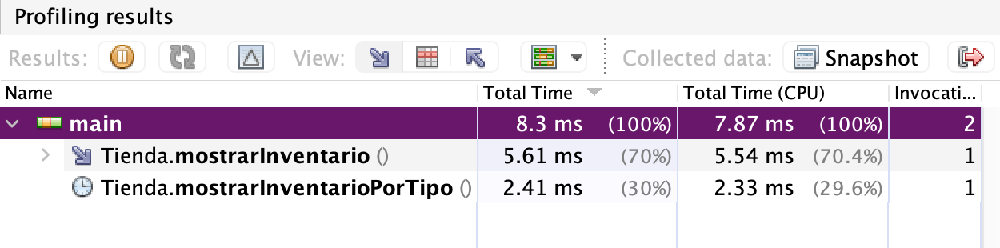 Profiling results
Results: View: Collected data: Snapshot
Name Total Time Total Time (CPU) Invocati...
main 8.3 ms (100%) 7.87 ms (100%) 2
Tienda.mostrarInventario () 5.61 ms (70%) 5.54 ms (70.4%) 1
Tienda.mostrarInventarioPorTipo () 2.41 ms (30%) 2.33 ms (29.6%) 1